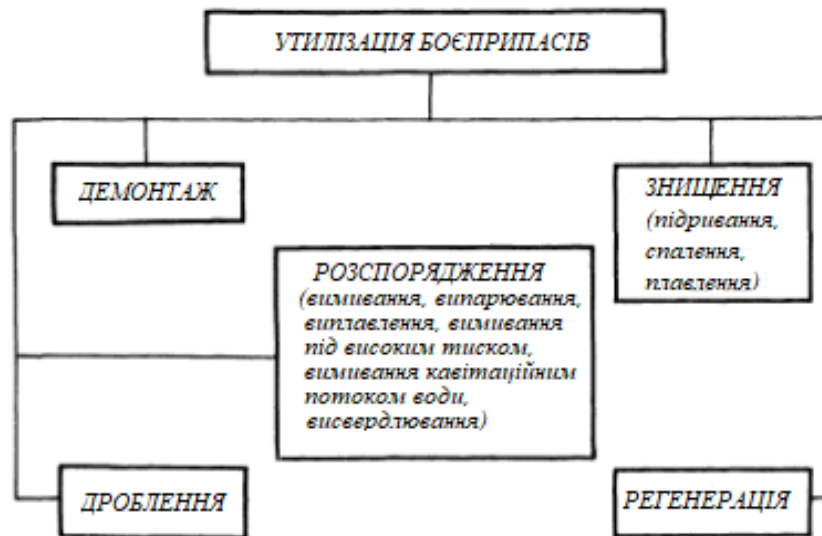 УТИЛІЗАЦІЯ БОЄПРИПАСІВ
ДЕМОНТАЖ
ЗНИЩЕННЯ
(підривання,
спалення,
плавлення)
РОЗСПОРЯДЖЕННЯ
(вимивання, випарювання,
виплавлення, вимивання
під високим тиском,
вимивання кавітаційним
потоком води,
висвердлювання)
ДРОБЛЕННЯ
РЕГЕНЕРАЦІЯ